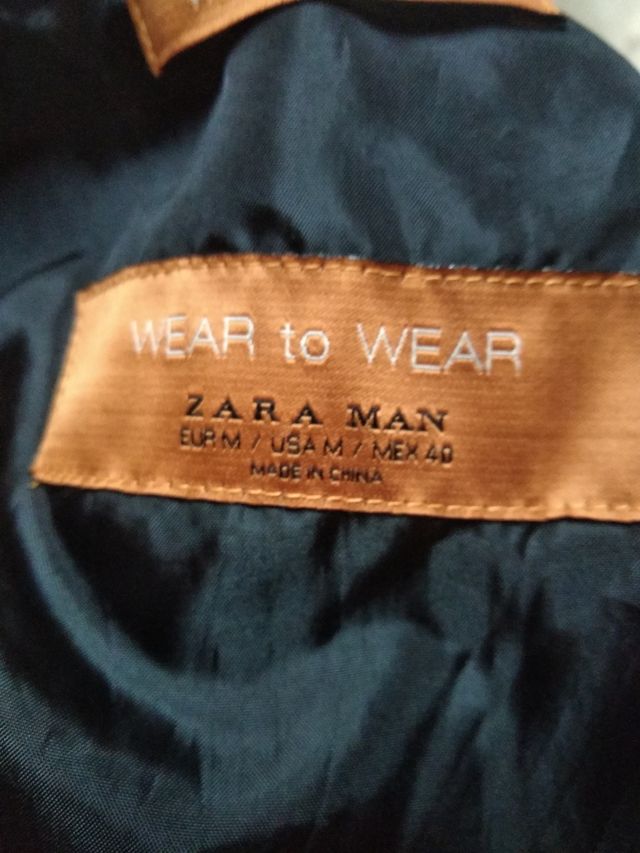 WEAR to WEAR
ZARA MAN
EUR M / USA M / MEX 40
MADE IN CHINA